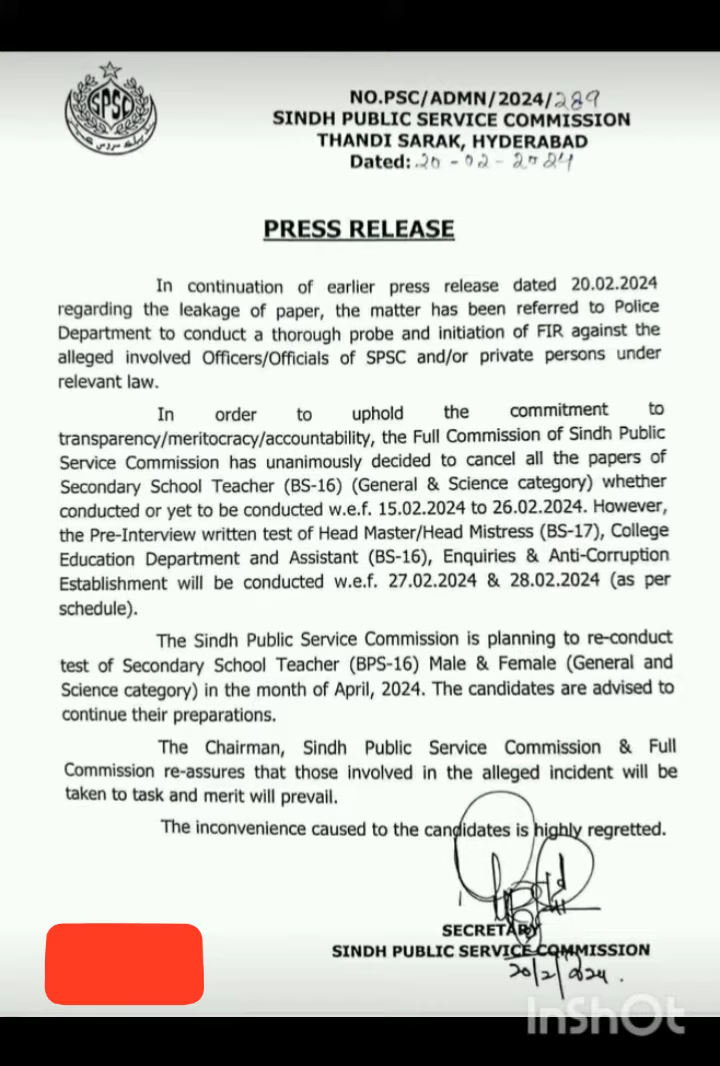 SPSC
NO.PSC/ADMN/2024/289
SINDH PUBLIC SERVICE COMMISSION
THANDI SARAK, HYDERABAD
Dated: 20-02-2024
PRESS RELEASE
In continuation of earlier press release dated 20.02.2024
regarding the leakage of paper, the matter has been referred to Police
Department to conduct a thorough probe and initiation of FIR against the
alleged involved Officers/Officials of SPSC and/or private persons under
relevant law.
In order to uphold the commitment to
transparency/meritocracy/accountability, the Full Commission of Sindh Public
Service Commission has unanimously decided to cancel all the papers of
Secondary School Teacher (BS-16) (General & Science category) whether
conducted or yet to be conducted w.e.f. 15.02.2024 to 26.02.2024. However,
the Pre-Interview written test of Head Master/Head Mistress (BS-17), College
Education Department and Assistant (BS-16), Enquiries & Anti-Corruption
Establishment will be conducted w.e.f. 27.02.2024 & 28.02.2024 (as per
schedule).
The Sindh Public Service Commission is planning to re-conduct
test of Secondary School Teacher (BPS-16) Male & Female (General and
Science category) in the month of April, 2024. The candidates are advised to
continue their preparations.
The Chairman, Sindh Public Service Commission & Full
Commission re-assures that those involved in the alleged incident will be
taken to task and merit will prevail.
The inconvenience caused to the candidates is highly regretted.
SECRETARY
SINDH PUBLIC SERVICE COMMISSION
20/2/2024.
InShOt